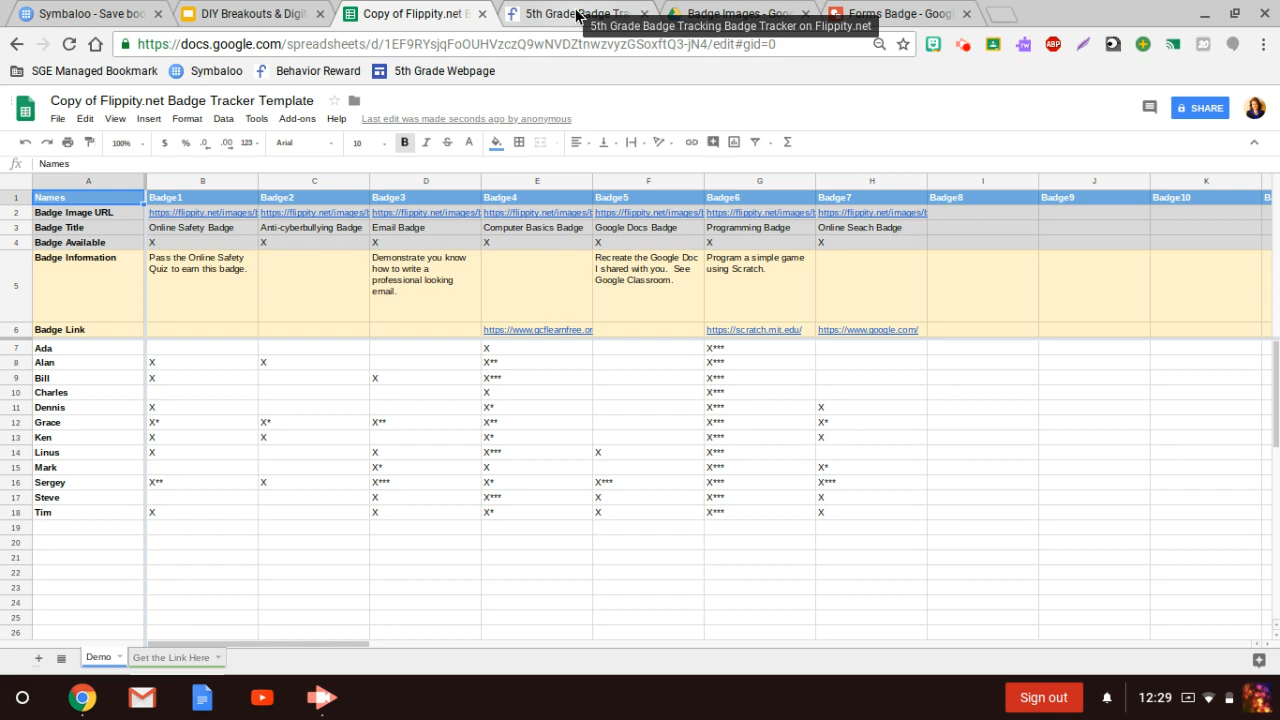 Symbaloo - Save boo
DIY Breakouts & Digit
Copy of Flippity.net B
5th Grade Badge Tra
Badge Images - Goo
Forms Badge - Goog
5th Grade Badge Tracking Badge Tracker on Flippity.net
https://docs.google.com/spreadsheets/d/1EF9RYsjqFoOUHVzczQ9wNVDZtnwzvyzGSoxftQ3-jN4/edit#gid=0
SGE Managed Bookmark Symbaloo Behavior Reward 5th Grade Webpage
Copy of Flippity.net Badge Tracker Template
SHARE
File Edit View Insert Format Data Tools Add-ons Help Last edit was made seconds ago by anonymous
100% $ % .0 .00 123 Arial 10 B I S A Σ
fx Names
A B C D E F G H I J K
1 Names Badge1 Badge2 Badge3 Badge4 Badge5 Badge6 Badge7 Badge8 Badge9 Badge10
2 Badge Image URL https://flippity.net/images/b https://flippity.net/images/b https://flippity.net/images/b https://flippity.net/images/b https://flippity.net/images/b https://flippity.net/images/b https://flippity.net/images/b
3 Badge Title Online Safety Badge Anti-cyberbullying Badge Email Badge Computer Basics Badge Google Docs Badge Programming Badge Online Seach Badge
4 Badge Available X X X X X X X
5 Badge Information Pass the Online Safety Quiz to earn this badge. Demonstrate you know how to write a professional looking email. Recreate the Google Doc I shared with you. See Google Classroom. Program a simple game using Scratch.
6 Badge Link https://www.gcflearnfree.or https://scratch.mit.edu/ https://www.google.com/
7 Ada X X***
8 Alan X X X** X***
9 Bill X X X*** X***
10 Charles X X***
11 Dennis X X* X*** X
12 Grace X* X* X** X** X*** X*
13 Ken X X X* X*** X
14 Linus X X X*** X X***
15 Mark X* X X*** X*
16 Sergey X** X X*** X* X*** X*** X***
17 Steve X X*** X X*** X
18 Tim X X X* X X*** X
19
20
21
22
23
24
25
26
Demo Get the Link Here
Sign out 12:29